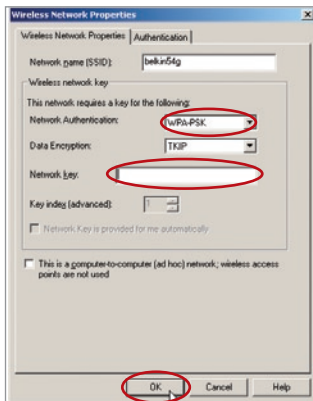 Wireless Network Properties
Wireless Network Properties Authentication
Network name (SSID): belkin54g
Wireless network key
This network requires a key for the following:
Network Authentication: WPA-PSK
Data Encryption: TKIP
Network key:
Key index (advanced): 1
Network Key is provided for me automatically
This is a computer-to-computer (ad hoc) network; wireless access
points are not used
OK Cancel Help